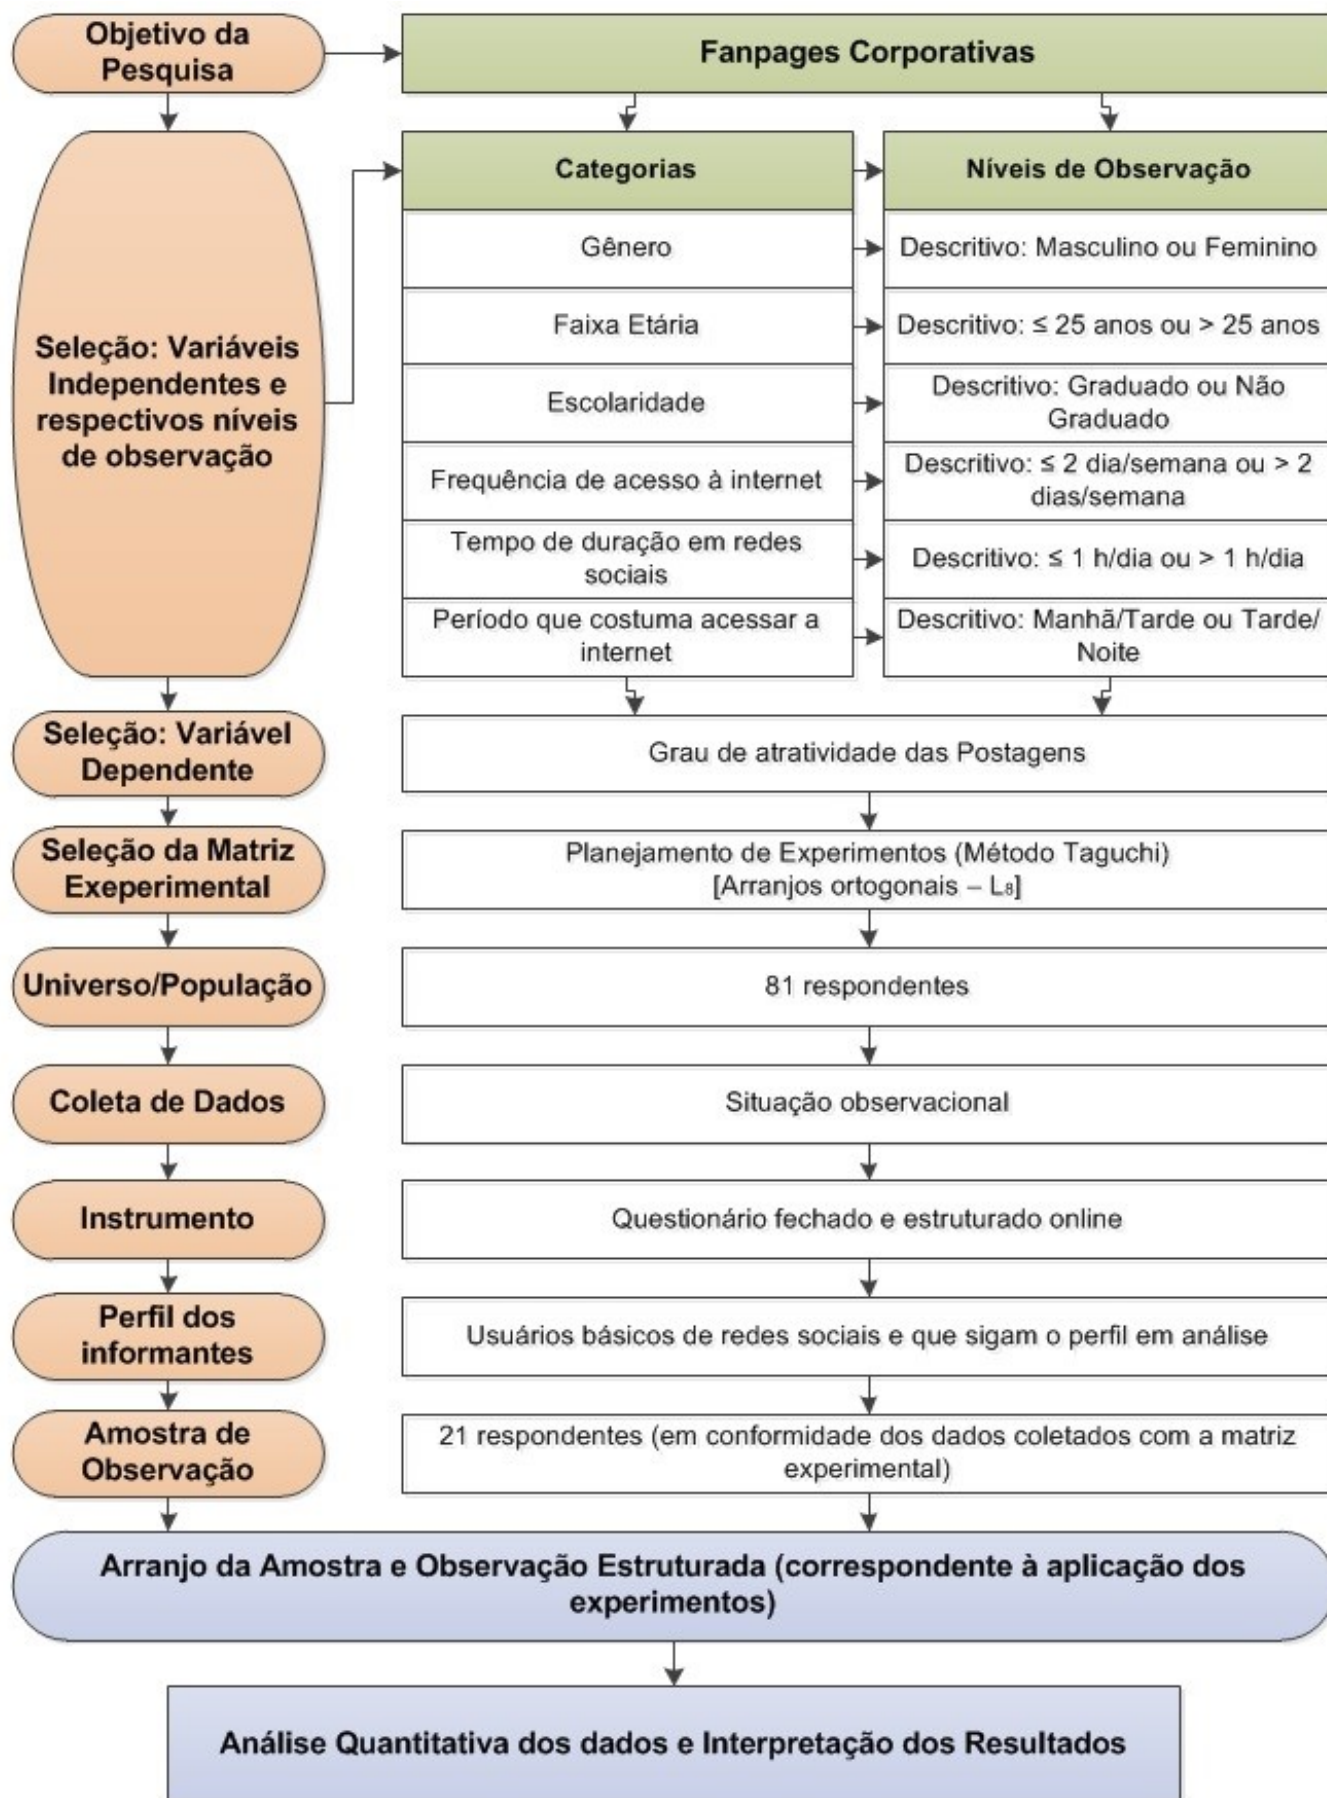 Objetivo da
Pesquisa
Fanpages Corporativas
Seleção: Variáveis
Independentes e
respectivos níveis
de observação
Categorias
Níveis de Observação
Gênero
Descritivo: Masculino ou Feminino
Faixa Etária
Descritivo: ≤ 25 anos ou > 25 anos
Escolaridade
Descritivo: Graduado ou Não
Graduado
Frequência de acesso à internet
Descritivo: ≤ 2 dia/semana ou > 2
dias/semana
Tempo de duração em redes
sociais
Descritivo: ≤ 1 h/dia ou > 1 h/dia
Período que costuma acessar a
internet
Descritivo: Manhã/Tarde ou Tarde/
Noite
Seleção: Variável
Dependente
Grau de atratividade das Postagens
Seleção da Matriz
Exeperimental
Planejamento de Experimentos (Método Taguchi)
[Arranjos ortogonais – L₈]
Universo/População
81 respondentes
Coleta de Dados
Situação observacional
Instrumento
Questionário fechado e estruturado online
Perfil dos
informantes
Usuários básicos de redes sociais e que sigam o perfil em análise
Amostra de
Observação
21 respondentes (em conformidade dos dados coletados com a matriz
experimental)
Arranjo da Amostra e Observação Estruturada (correspondente à aplicação dos
experimentos)
Análise Quantitativa dos dados e Interpretação dos Resultados